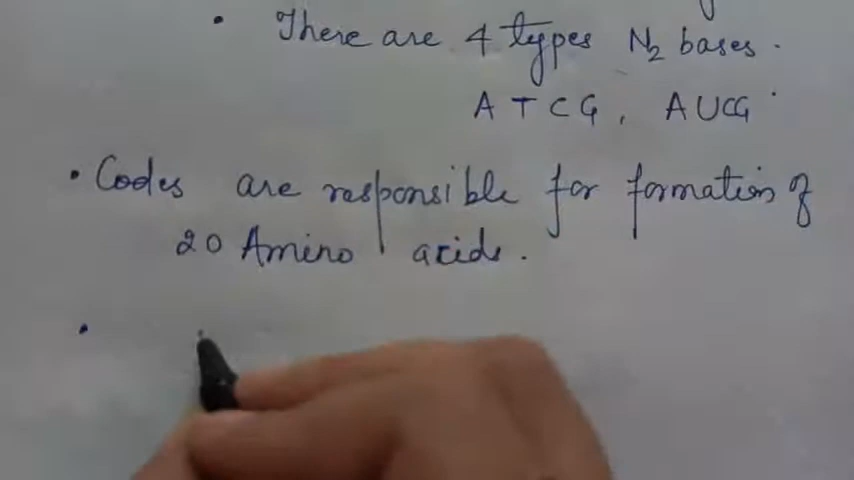 • There are 4 types N₂ bases.
A T C G, A U C G.
• Codes are responsible for formation of
20 Amino acids.
•